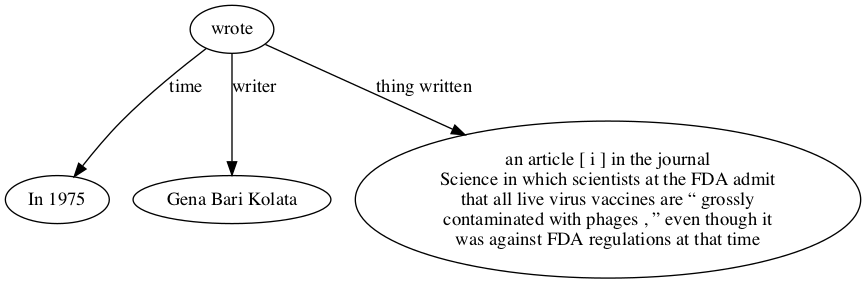 wrote
time
writer
thing written
In 1975
Gena Bari Kolata
an article [ i ] in the journal
Science in which scientists at the FDA admit
that all live virus vaccines are “ grossly
contaminated with phages , ” even though it
was against FDA regulations at that time